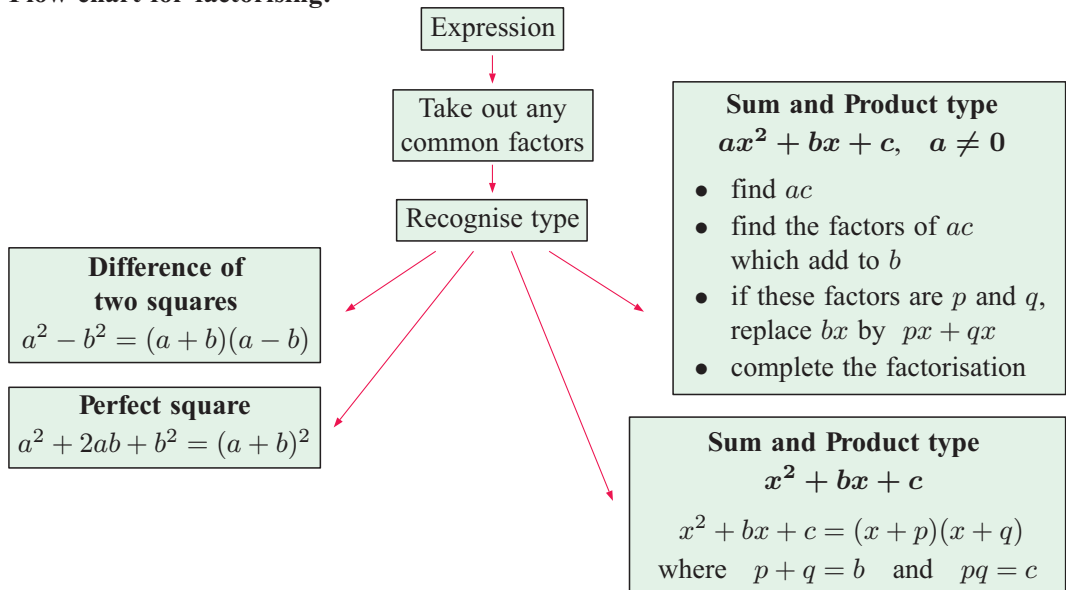 Flow chart for factorising:
Expression
Take out any
common factors
Recognise type
Difference of
two squares
a² − b² = (a + b)(a − b)
Perfect square
a² + 2ab + b² = (a + b)²
Sum and Product type
ax² + bx + c, a ≠ 0
• find ac
• find the factors of ac
which add to b
• if these factors are p and q,
replace bx by px + qx
• complete the factorisation
Sum and Product type
x² + bx + c
x² + bx + c = (x + p)(x + q)
where p + q = b and pq = c